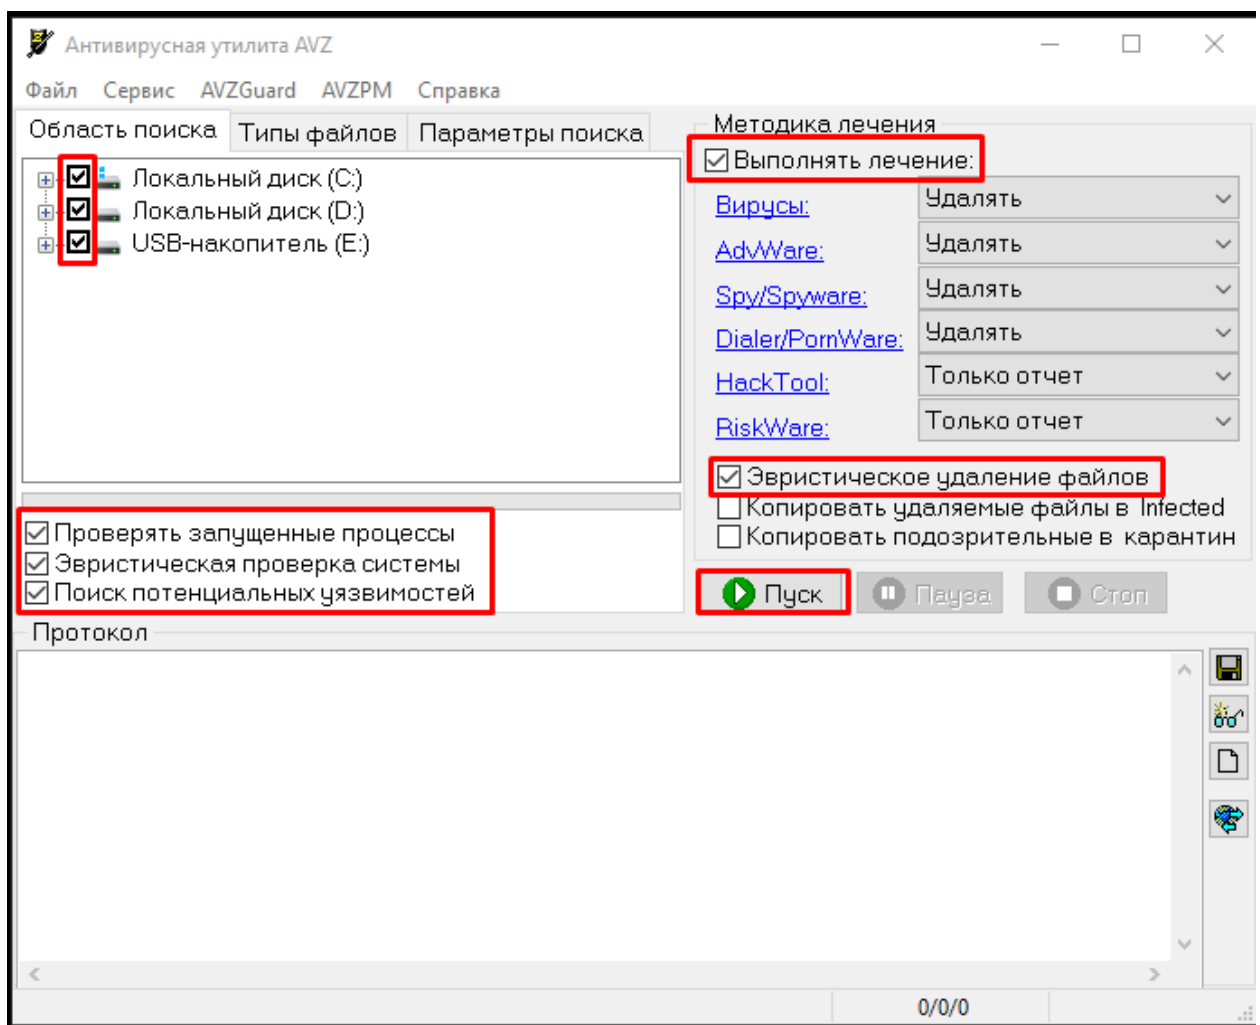 Антивирусная утилита AVZ
Файл Сервис AVZGuard AVZPM Справка
Область поиска Типы файлов Параметры поиска
Локальный диск (C:)
Локальный диск (D:)
USB-накопитель (E:)
Проверять запущенные процессы
Эвристическая проверка системы
Поиск потенциальных уязвимостей
Методика лечения
Выполнять лечение:
Вирусы: Удалять
AdvWare: Удалять
Spy/Spyware: Удалять
Dialer/PornWare: Удалять
HackTool: Только отчет
RiskWare: Только отчет
Эвристическое удаление файлов
Копировать удаляемые файлы в Infected
Копировать подозрительные в карантин
Пуск Пауза Стоп
Протокол
0/0/0